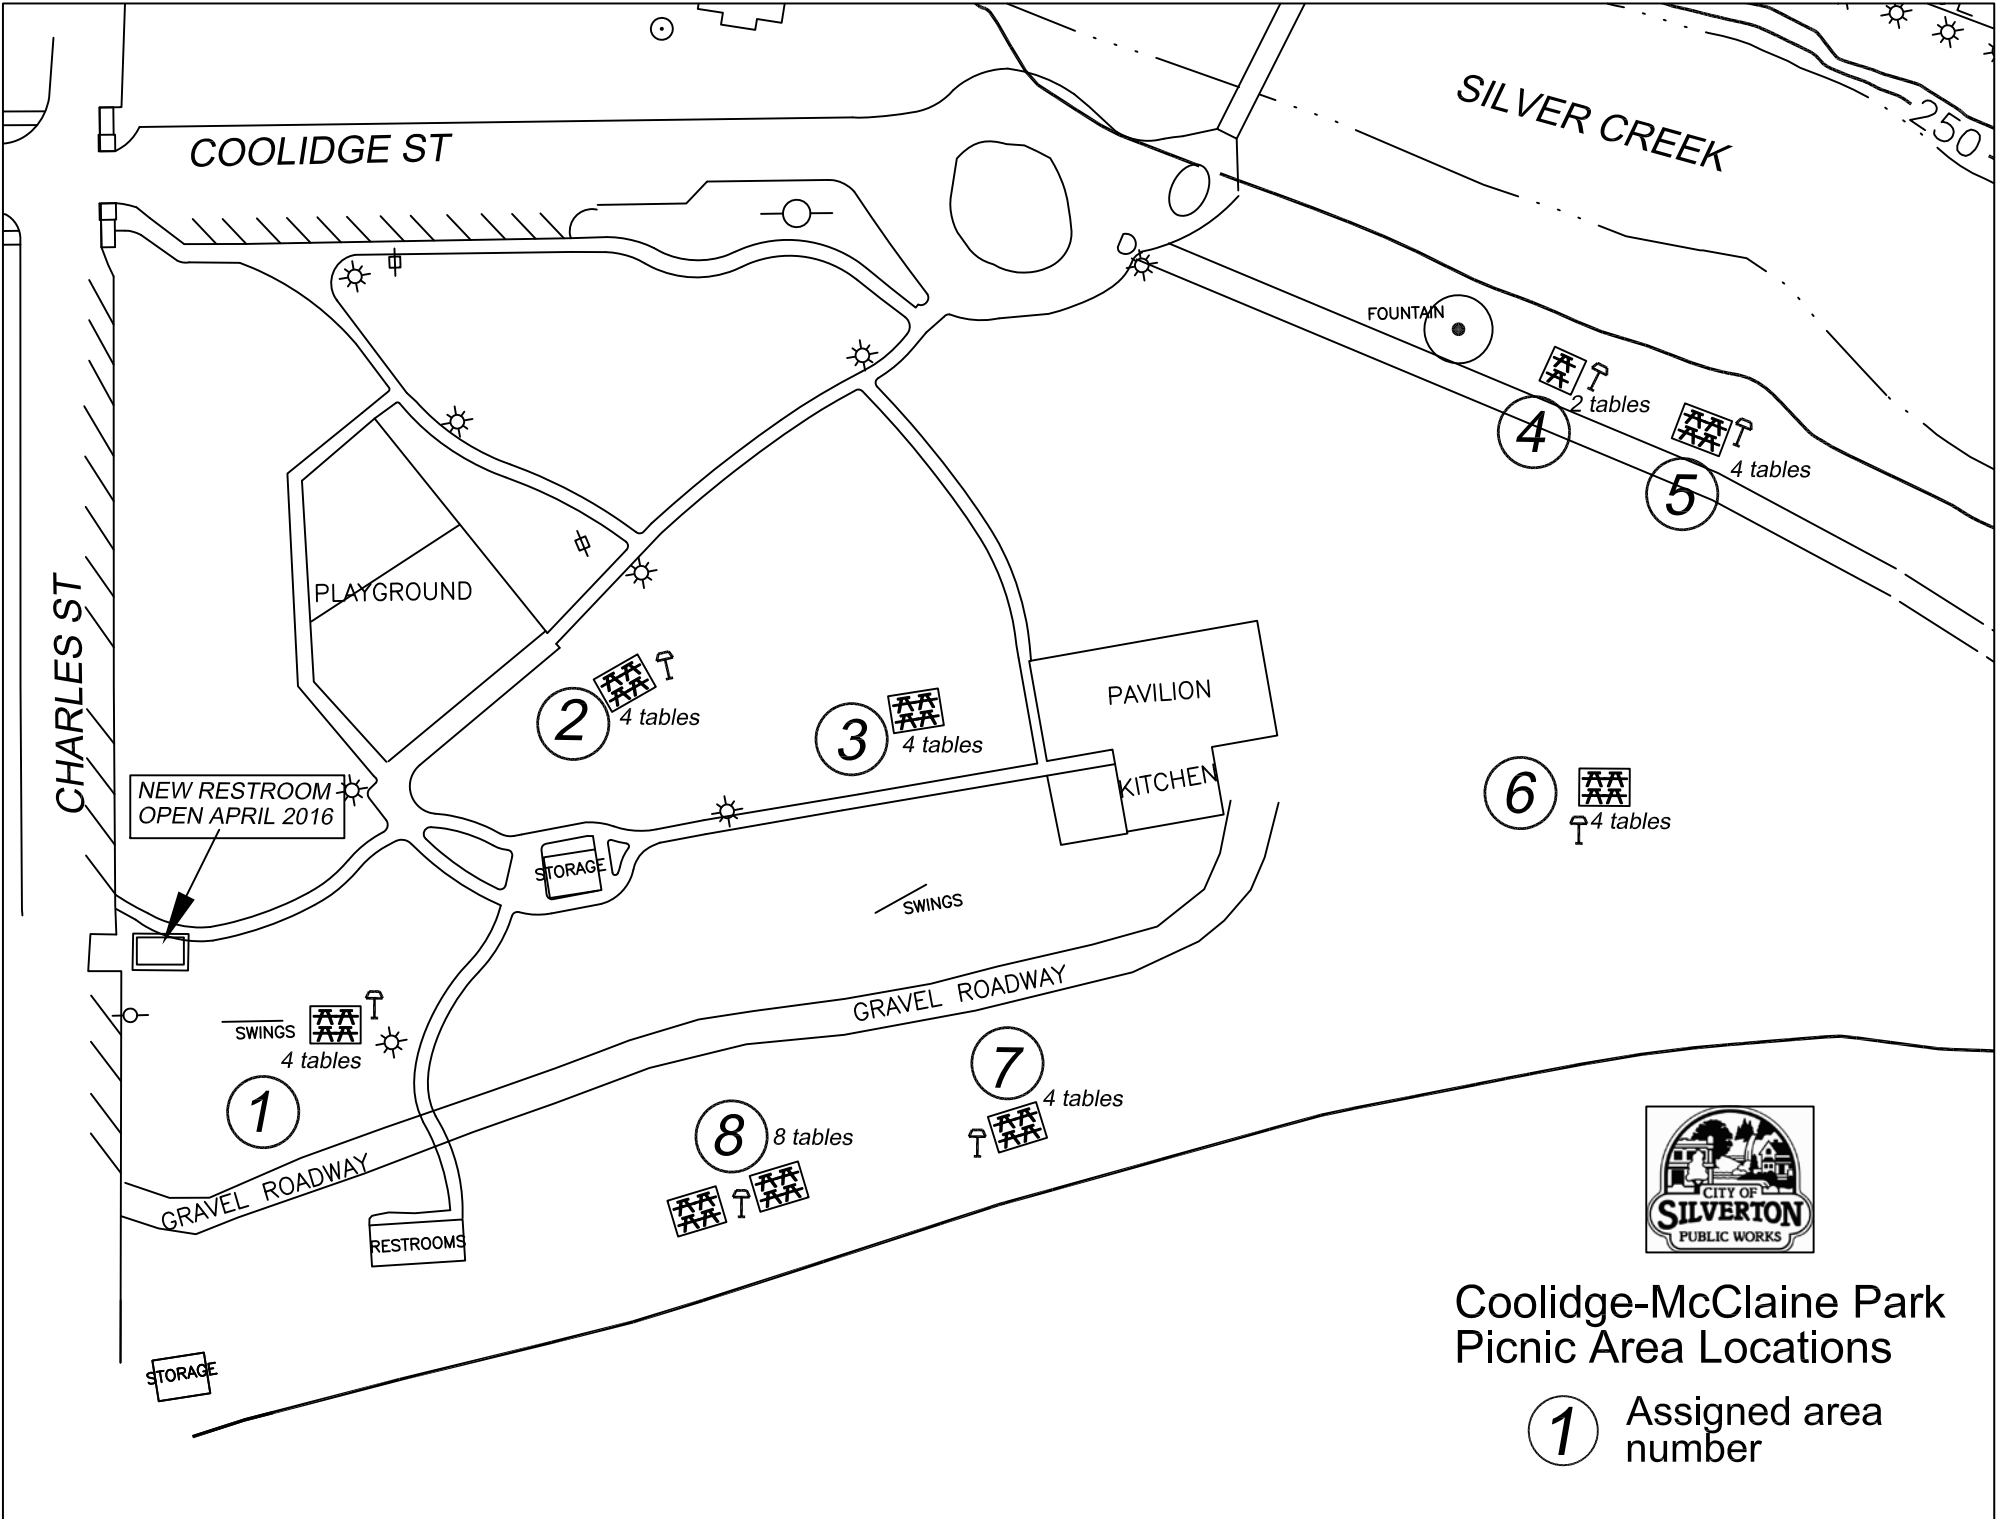 SILVER CREEK
250
COOLIDGE ST
FOUNTAIN
2 tables
4
4 tables
5
CHARLES ST
PLAYGROUND
PAVILION
2
4 tables
3
4 tables
KITCHEN
NEW RESTROOM
OPEN APRIL 2016
6
4 tables
STORAGE
SWINGS
GRAVEL ROADWAY
SWINGS
4 tables
1
7
4 tables
8
8 tables
GRAVEL ROADWAY
RESTROOMS
STORAGE
CITY OF
SILVERTON
PUBLIC WORKS
Coolidge-McClaine Park
Picnic Area Locations
1
Assigned area
number